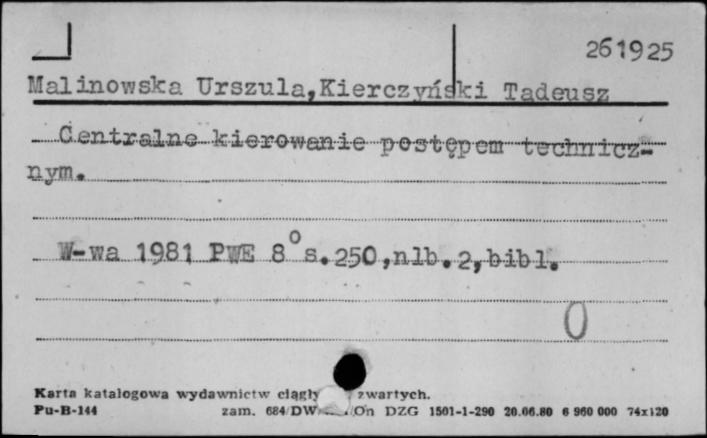 261925
Malinowska Urszula,Kierczyński Tadeusz
Centralne kierowanie postępem technicz-
nym.
W-wa 1981 PWE 8° s.250,nlb.2,bibl.
0
Karta katalogowa wydawnictw zwartych.
Pu-B-144 zam. 684/DW DZG 1501-1-290 20.06.80 6 960 000 74x120